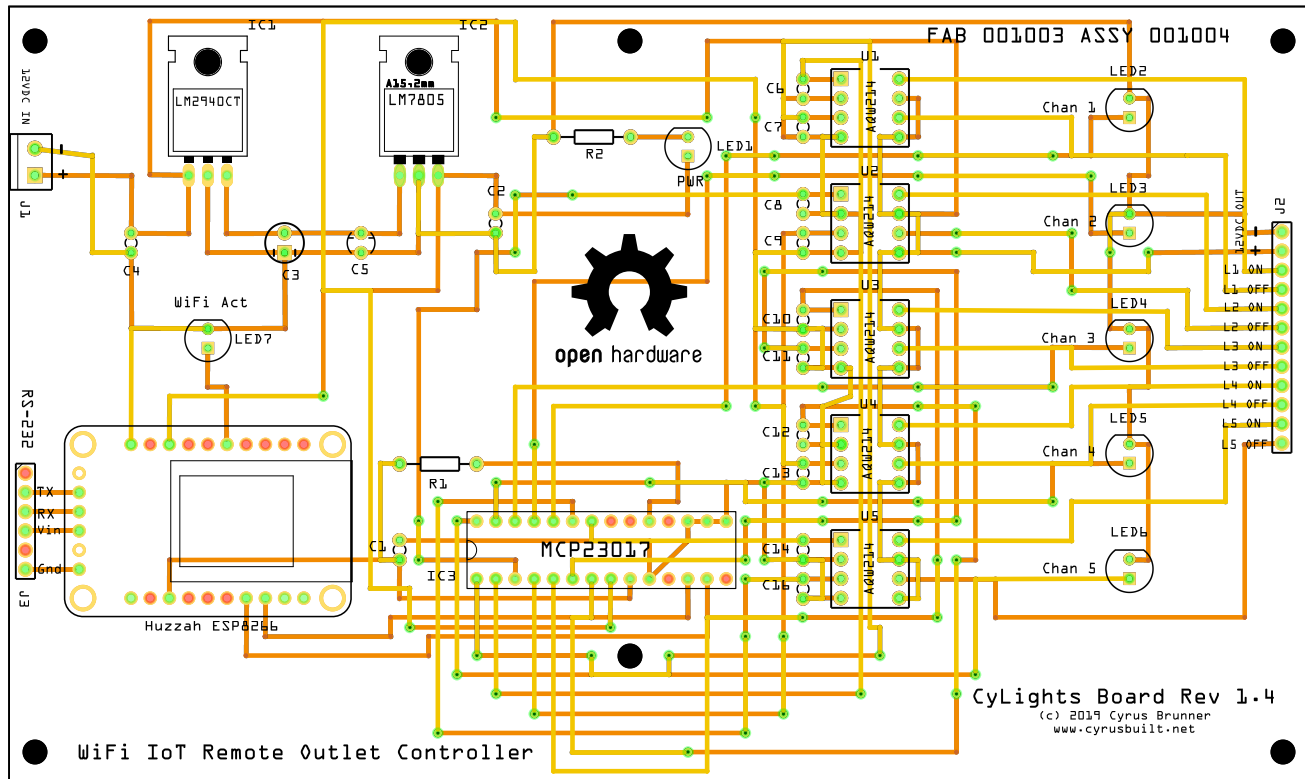 IC1
IC2
FAB 001003 ASSY 001004
12VDC IN
LM2940CT
A15,2mm
LM7805
U1
LED2
C6
AQW214
Chan 1
C7
R2
LED1
PWR
J1
-
+
U2
LED3
C2
C8
AQW214
Chan 2
C9
12VDC OUT
J2
-
+
C4
C3
C5
L1 ON
L1 OFF
L2 ON
L2 OFF
L3 ON
L3 OFF
L4 ON
L4 OFF
L5 ON
L5 OFF
WiFi Act
LED7
U3
LED4
C10
AQW214
Chan 3
C11
open hardware
RS-232
U4
LED5
C12
AQW214
Chan 4
C13
TX
RX
Vin
Gnd
J3
R1
C1
MCP23017
IC3
U5
LED6
C14
AQW214
Chan 5
C16
Huzzah ESP8266
CyLights Board Rev 1.4
(c) 2019 Cyrus Brunner
www.cyrusbuilt.net
WiFi IoT Remote Outlet Controller